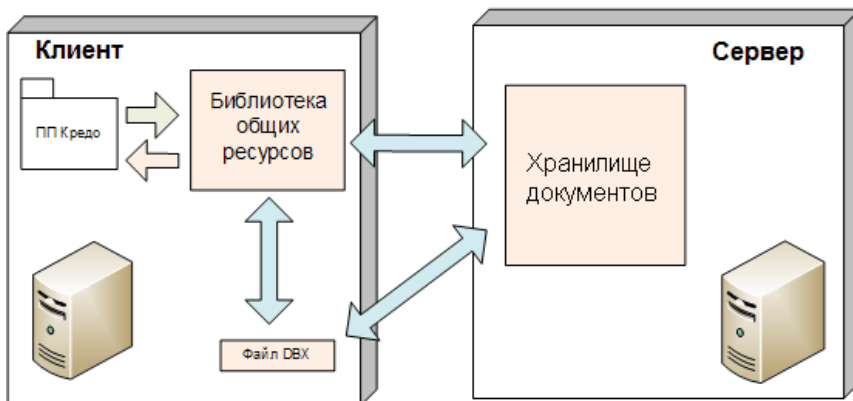 Клиент
Сервер
ПП Кредо
Библиотека
общих
ресурсов
Хранилище
документов
Файл DBX